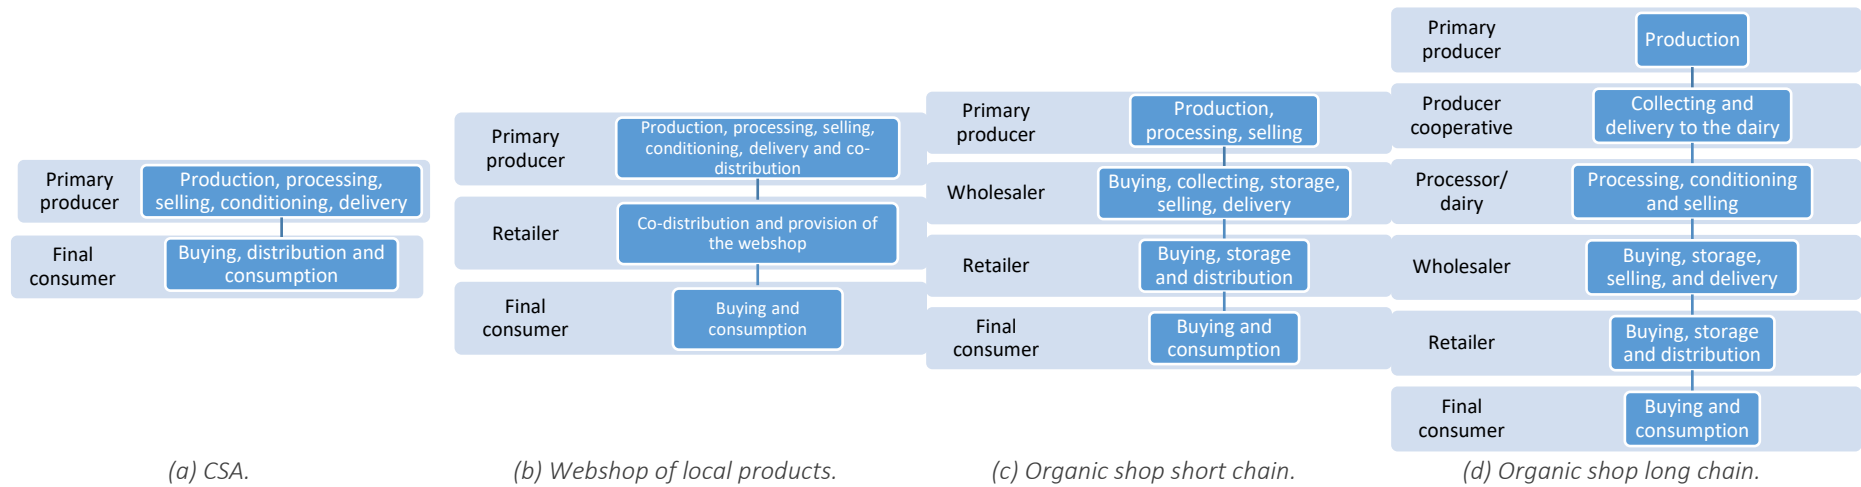 Primary
producer
Production, processing,
selling, conditioning, delivery
Final
consumer
Buying, distribution and
consumption
(a) CSA.
Primary
producer
Production, processing, selling,
conditioning, delivery and co-
distribution
Retailer
Co-distribution and provision of
the webshop
Final
consumer
Buying and
consumption
(b) Webshop of local products.
Primary
producer
Production,
processing, selling
Wholesaler
Buying, collecting, storage,
selling, delivery
Retailer
Buying, storage
and distribution
Final
consumer
Buying and
consumption
(c) Organic shop short chain.
Primary
producer
Production
Producer
cooperative
Collecting and
delivery to the dairy
Processor/
dairy
Processing, conditioning
and selling
Wholesaler
Buying, storage,
selling, and delivery
Retailer
Buying, storage
and distribution
Final
consumer
Buying and
consumption
(d) Organic shop long chain.